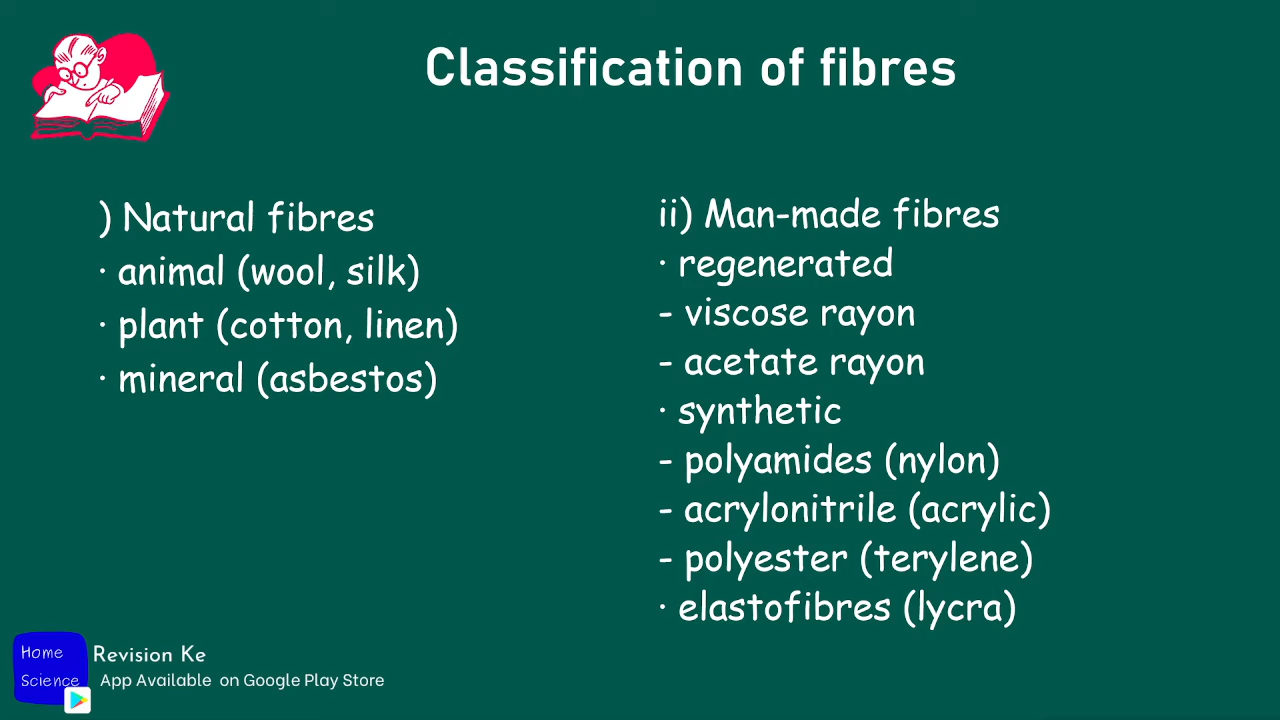 Classification of fibres
) Natural fibres
· animal (wool, silk)
· plant (cotton, linen)
· mineral (asbestos)
ii) Man-made fibres
· regenerated
- viscose rayon
- acetate rayon
· synthetic
- polyamides (nylon)
- acrylonitrile (acrylic)
- polyester (terylene)
· elastofibres (lycra)
Home
Science
Revision Ke
App Available on Google Play Store